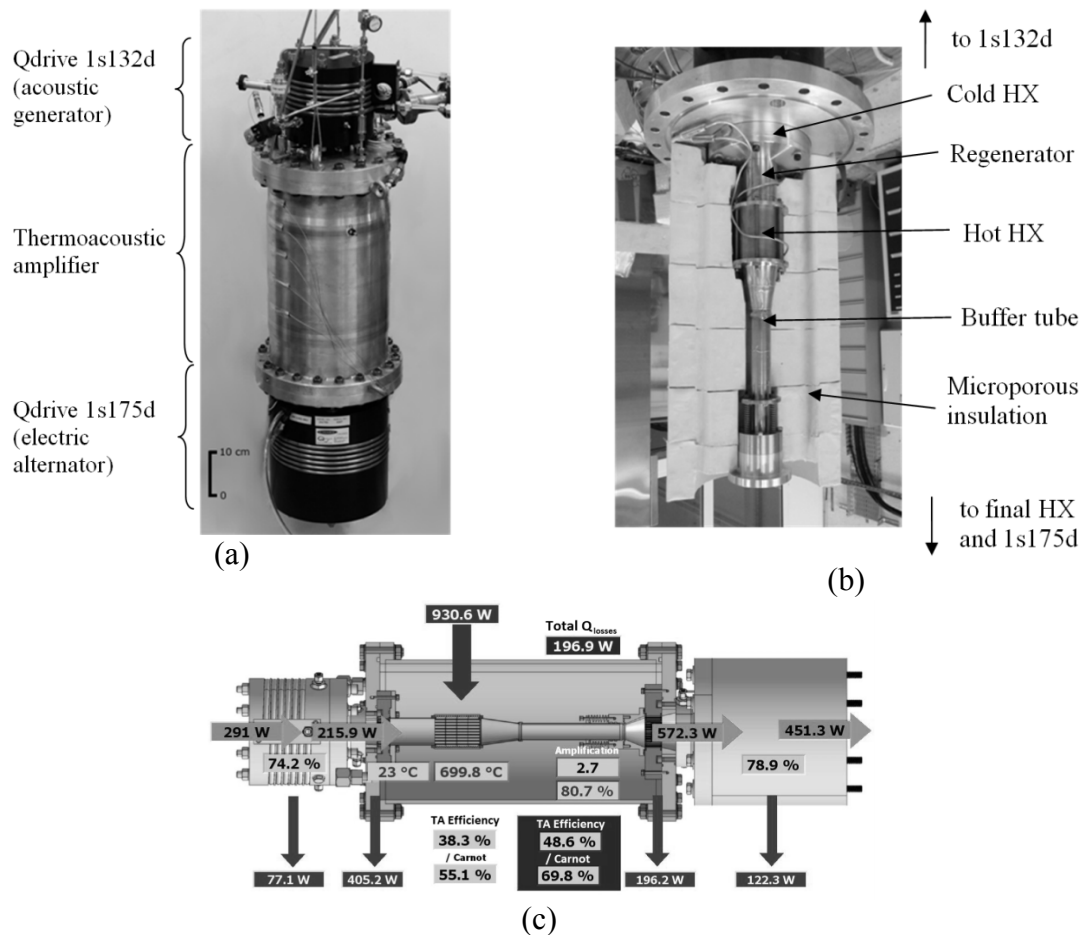 Qdrive 1s132d
(acoustic
generator)
Thermoacoustic
amplifier
Qdrive 1s175d
(electric
alternator)
10 cm
0
(a)
to 1s132d
Cold HX
Regenerator
Hot HX
Buffer tube
Microporous
insulation
to final HX
and 1s175d
(b)
930.6 W
Total Qlosses
196.9 W
291 W
215.9 W
572.3 W
451.3 W
74.2 %
23 °C
699.8 °C
Amplification
2.7
80.7 %
78.9 %
TA Efficiency
38.3 %
/ Carnot
55.1 %
TA Efficiency
48.6 %
/ Carnot
69.8 %
77.1 W
405.2 W
196.2 W
122.3 W
(c)